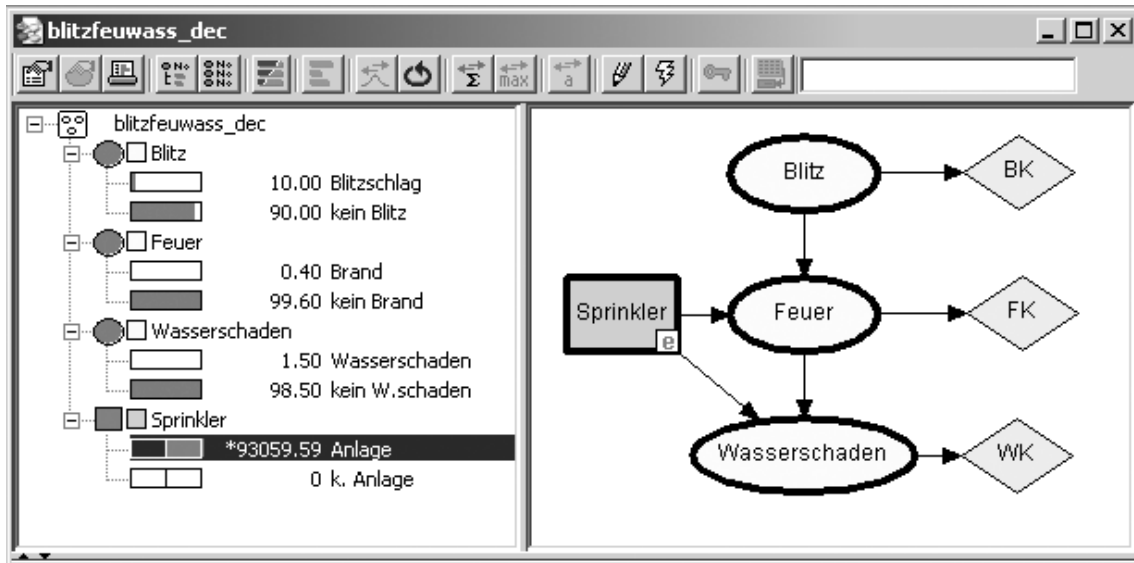 blitzfeuwass_dec
Σ max a
blitzfeuwass_dec
Blitz
10.00 Blitzschlag
90.00 kein Blitz
Feuer
0.40 Brand
99.60 kein Brand
Wasserschaden
1.50 Wasserschaden
98.50 kein W.schaden
Sprinkler
*93059.59 Anlage
0 k. Anlage
Blitz BK
Sprinkler Feuer FK
e
Wasserschaden WK